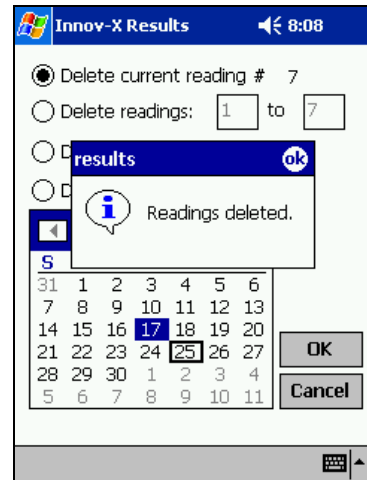 Innov-X Results 8:08
Delete current reading # 7
Delete readings: 1 to 7
D
results ok
D
Readings deleted.
S
31 1 2 3 4 5 6
7 8 9 10 11 12 13
14 15 16 17 18 19 20
21 22 23 24 25 26 27
OK
28 29 30 1 2 3 4
Cancel
5 6 7 8 9 10 11